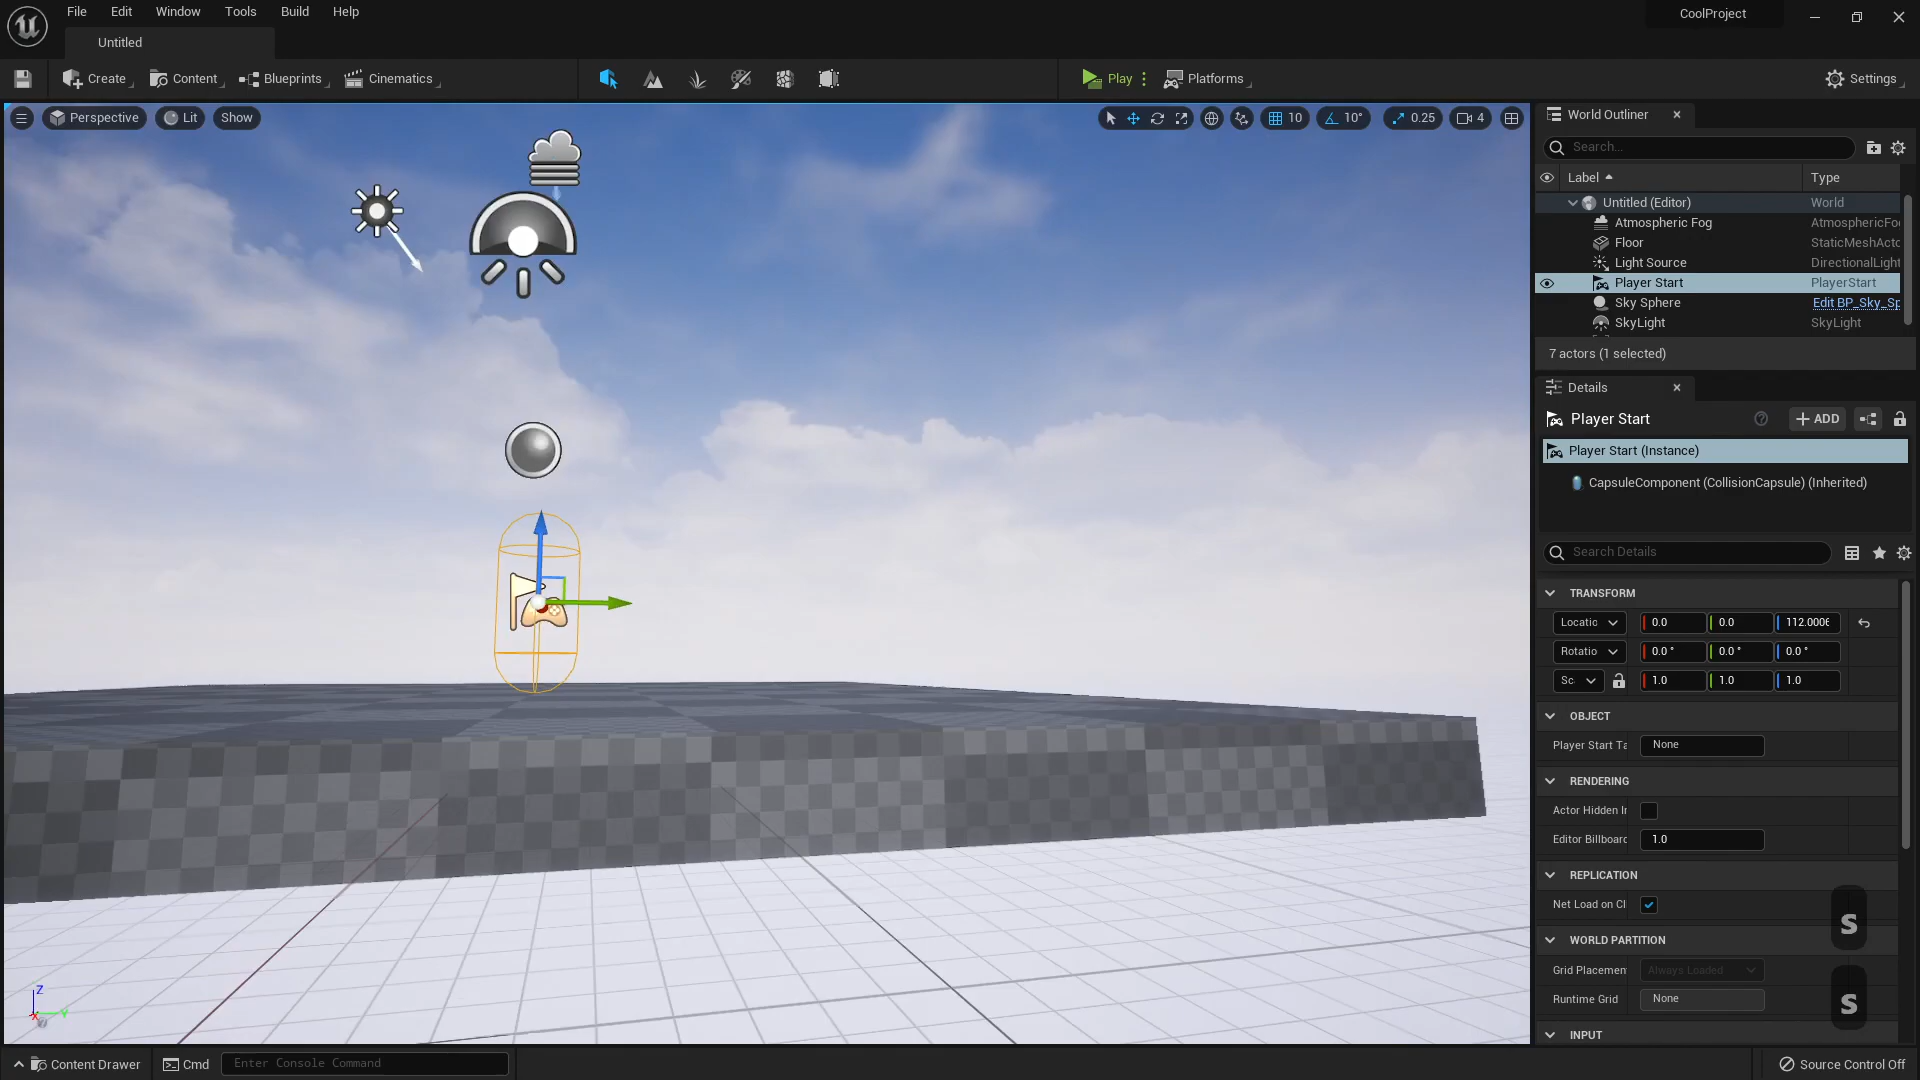 File Edit Window Tools Build Help
CoolProject
Untitled
Create Content Blueprints Cinematics Play Platforms Settings
Perspective Lit Show 10 10° 0.25 4
World Outliner
Search...
Label Type
Untitled (Editor) World
Atmospheric Fog AtmosphericFo
Floor StaticMeshActo
Light Source DirectionalLight
Player Start PlayerStart
Sky Sphere Edit BP_Sky_Sp
SkyLight SkyLight
7 actors (1 selected)
Details
Player Start ADD
Player Start (Instance)
CapsuleComponent (CollisionCapsule) (Inherited)
Search Details
TRANSFORM
Locatio 0.0 0.0 112.0006
Rotatio 0.0 ° 0.0 ° 0.0 °
Sc 1.0 1.0 1.0
OBJECT
Player Start Ta None
RENDERING
Actor Hidden In
Editor Billboard 1.0
REPLICATION
Net Load on Cl
S
WORLD PARTITION
Grid Placemen Always Loaded
Runtime Grid None
S
INPUT
Z
X Y
Content Drawer Cmd Enter Console Command Source Control Off